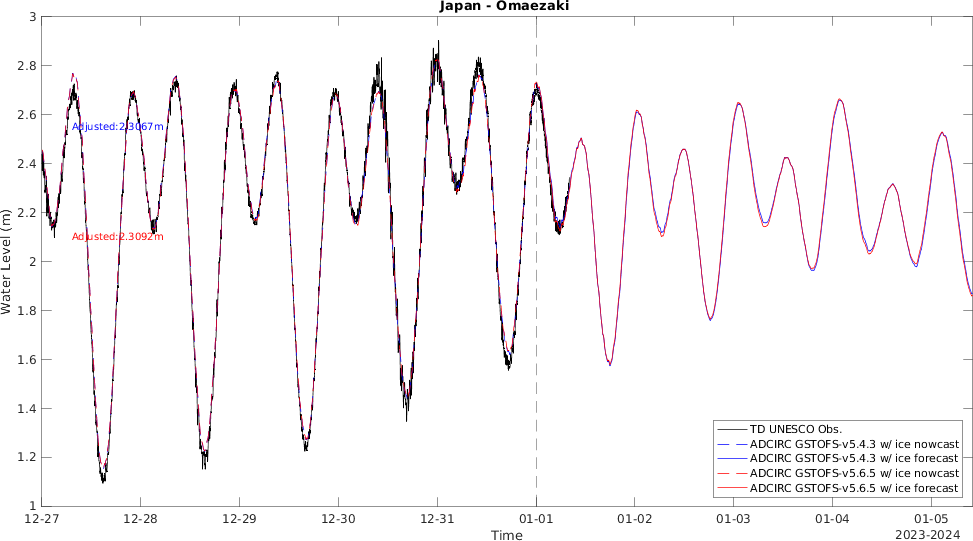 Japan - Omaezaki
3
2.8
2.6
2.4
2.2
2
1.8
1.6
1.4
1.2
1
Water Level (m)
Adjusted:2.3067m
Adjusted:2.3092m
TD UNESCO Obs.
ADCIRC GSTOFS-v5.4.3 w/ ice nowcast
ADCIRC GSTOFS-v5.4.3 w/ ice forecast
ADCIRC GSTOFS-v5.6.5 w/ ice nowcast
ADCIRC GSTOFS-v5.6.5 w/ ice forecast
12-27 12-28 12-29 12-30 12-31 01-01 01-02 01-03 01-04 01-05
Time
2023-2024